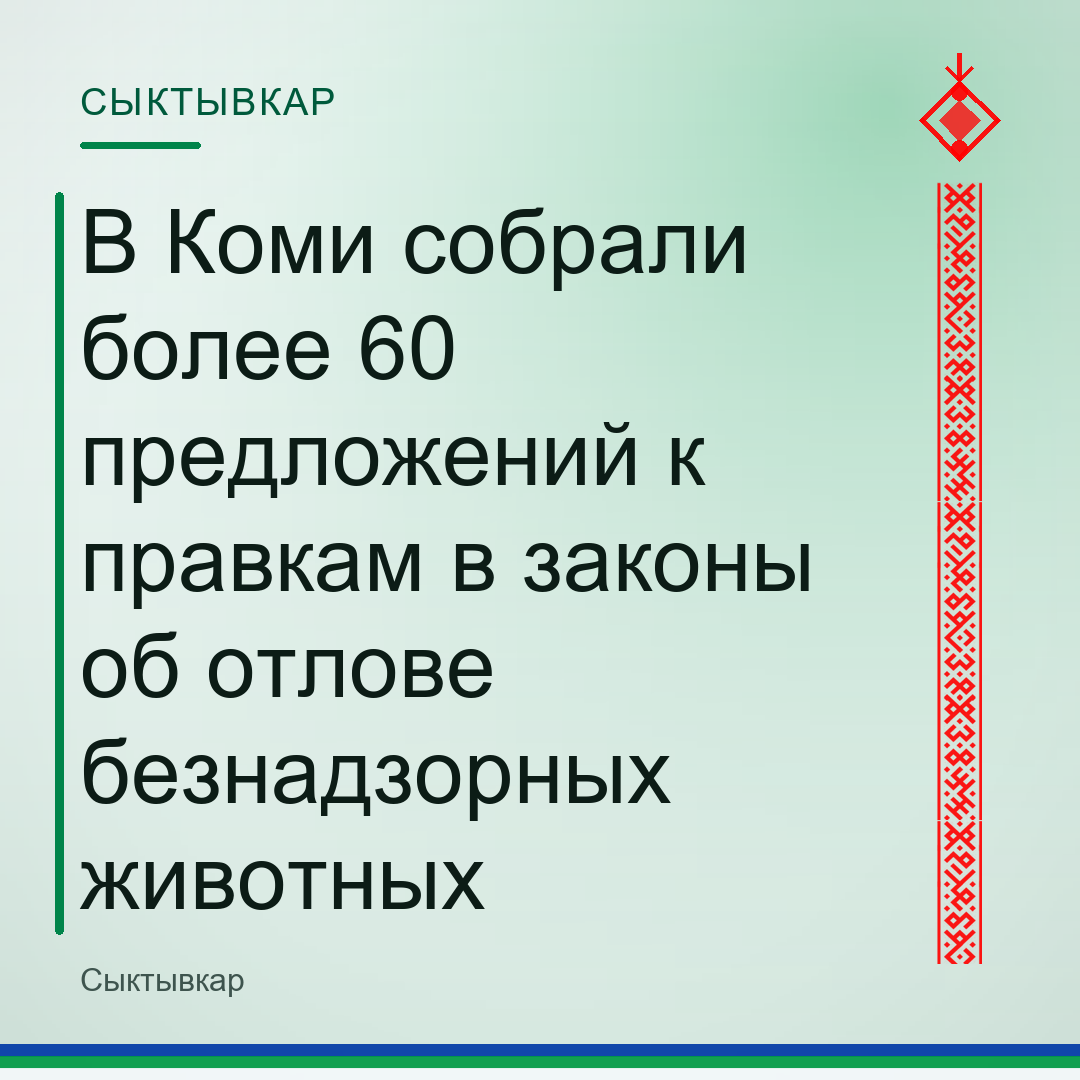 СЫКТЫВКАР
В Коми собрали
более 60
предложений к
правкам в законы
об отлове
безнадзорных
животных
Сыктывкар